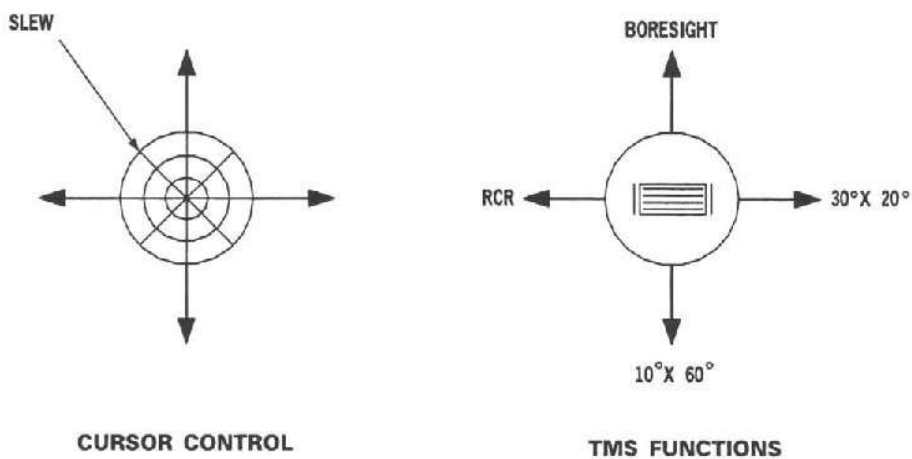 SLEW
BORESIGHT
RCR
30°X 20°
10°X 60°
CURSOR CONTROL
TMS FUNCTIONS